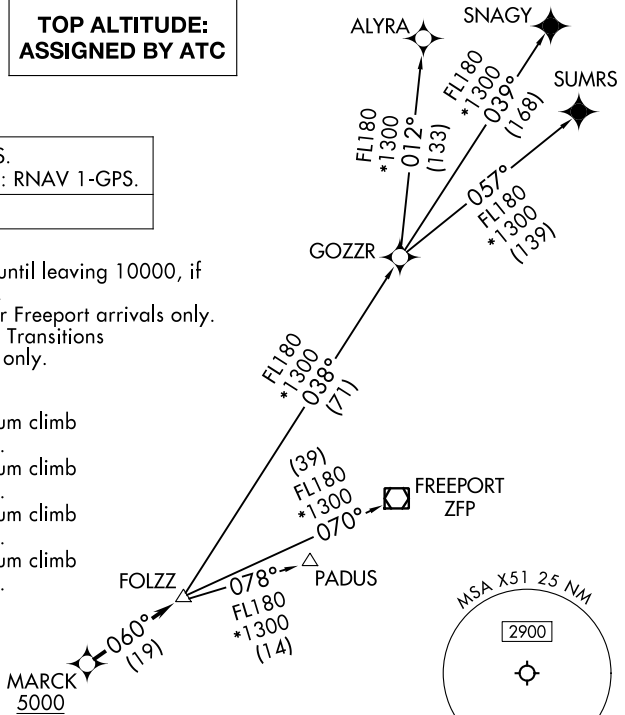 TOP ALTITUDE:
ASSIGNED BY ATC
S.
: RNAV 1-GPS.
until leaving 10000, if
r Freeport arrivals only.
Transitions
only.
um climb
.
um climb
.
um climb
.
um climb
.
ALYRA
SNAGY
SUMRS
FL180
*1300
012°
(133)
FL180
*1300
039°
(168)
057°
FL180
*1300
(139)
GOZZR
FL180
*1300
038°
(71)
(39)
FL180
*1300
070°
FREEPORT
ZFP
FOLZZ
078°
FL180
*1300
(14)
PADUS
060°
(19)
MARCK
5000
MSA X51 25 NM
2900